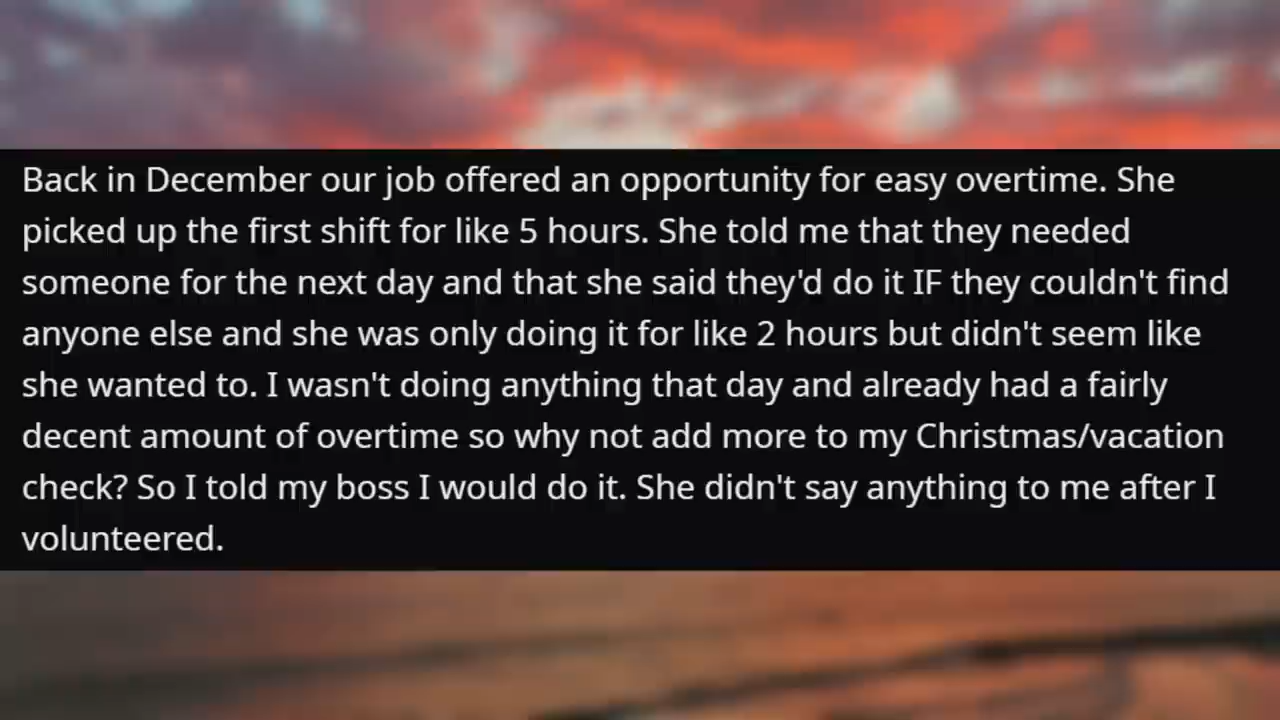 Back in December our job offered an opportunity for easy overtime. She
picked up the first shift for like 5 hours. She told me that they needed
someone for the next day and that she said they'd do it IF they couldn't find
anyone else and she was only doing it for like 2 hours but didn't seem like
she wanted to. I wasn't doing anything that day and already had a fairly
decent amount of overtime so why not add more to my Christmas/vacation
check? So I told my boss I would do it. She didn't say anything to me after I
volunteered.